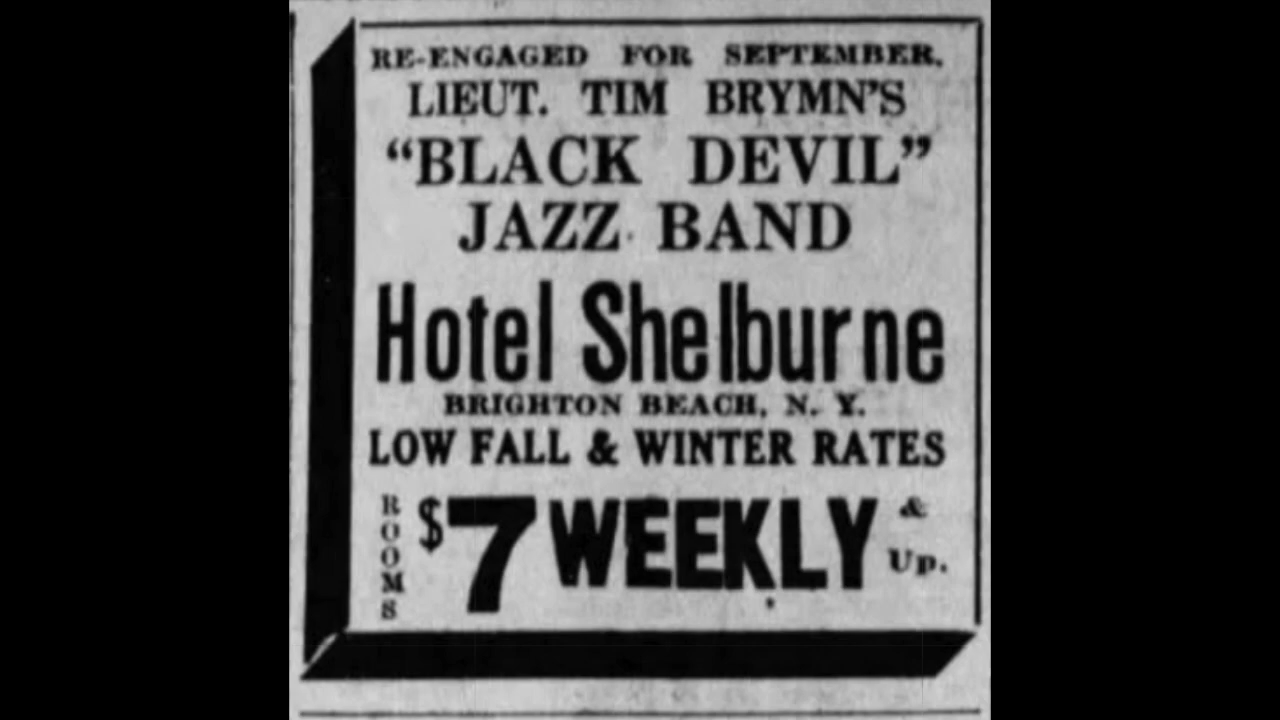 RE-ENGAGED FOR SEPTEMBER,
LIEUT. TIM BRYMN'S
"BLACK DEVIL"
JAZZ BAND
Hotel Shelburne
BRIGHTON BEACH, N. Y.
LOW FALL & WINTER RATES
ROOMS $7 WEEKLY & Up.